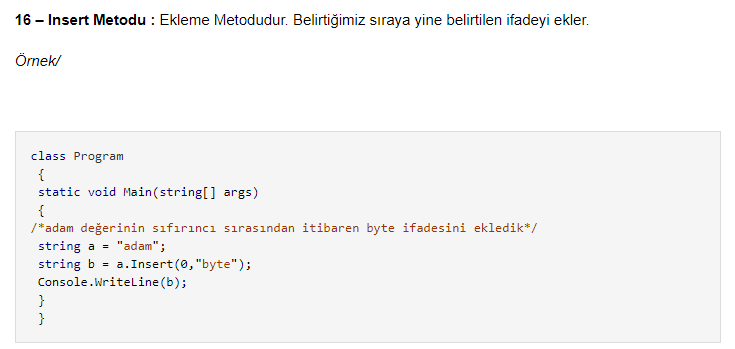 16 – Insert Metodu : Ekleme Metodudur. Belirtiğimiz sıraya yine belirtilen ifadeyi ekler.
Örnek/
class Program
{
static void Main(string[] args)
{
/*adam değerinin sıfırıncı sırasından itibaren byte ifadesini ekledik*/
string a = "adam";
string b = a.Insert(0,"byte");
Console.WriteLine(b);
}
}